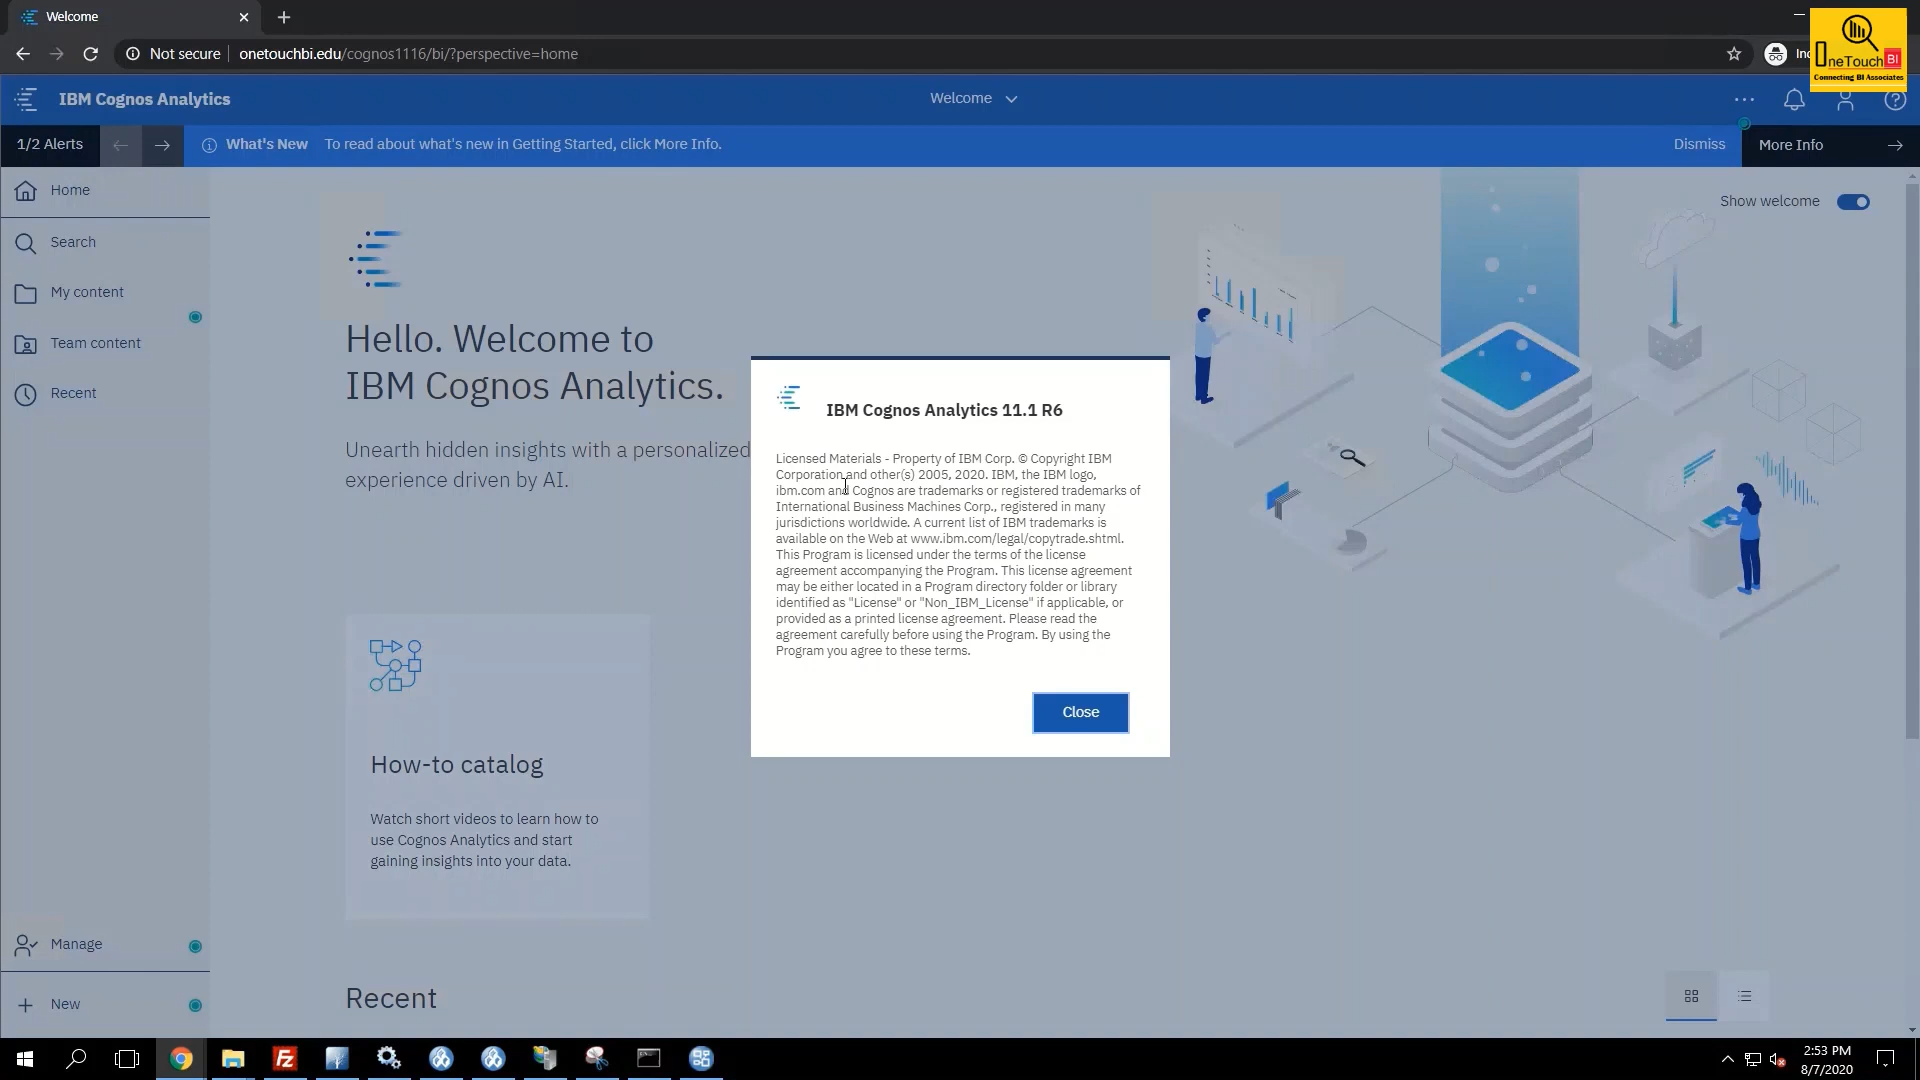 Welcome
Not secure
onetouchbi.edu/cognos1116/bi/?perspective=home
OneTouch BI
Connecting BI Associates
IBM Cognos Analytics
Welcome
1/2 Alerts
What's New
To read about what's new in Getting Started, click More Info.
Dismiss
More Info
Home
Search
My content
Team content
Recent
Manage
New
Show welcome
Hello. Welcome to
IBM Cognos Analytics.
Unearth hidden insights with a personalized
experience driven by AI.
IBM Cognos Analytics 11.1 R6
Licensed Materials - Property of IBM Corp. © Copyright IBM
Corporation and other(s) 2005, 2020. IBM, the IBM logo,
ibm.com and Cognos are trademarks or registered trademarks of
International Business Machines Corp., registered in many
jurisdictions worldwide. A current list of IBM trademarks is
available on the Web at www.ibm.com/legal/copytrade.shtml.
This Program is licensed under the terms of the license
agreement accompanying the Program. This license agreement
may be either located in a Program directory folder or library
identified as "License" or "Non_IBM_License" if applicable, or
provided as a printed license agreement. Please read the
agreement carefully before using the Program. By using the
Program you agree to these terms.
Close
How-to catalog
Watch short videos to learn how to
use Cognos Analytics and start
gaining insights into your data.
Recent
2:53 PM
8/7/2020